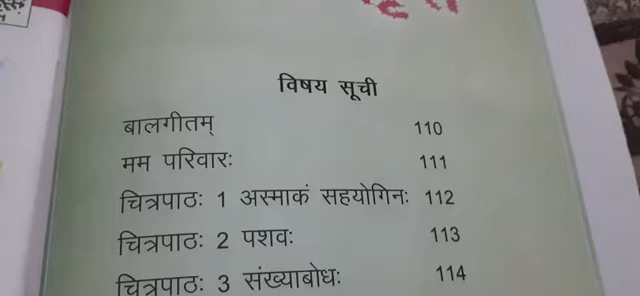 विषय सूची
बालगीतम् 110
मम परिवारः 111
चित्रपाठः 1 अस्माकं सहयोगिनः 112
चित्रपाठः 2 पशवः 113
चित्रपाठः 3 संख्याबोधः 114